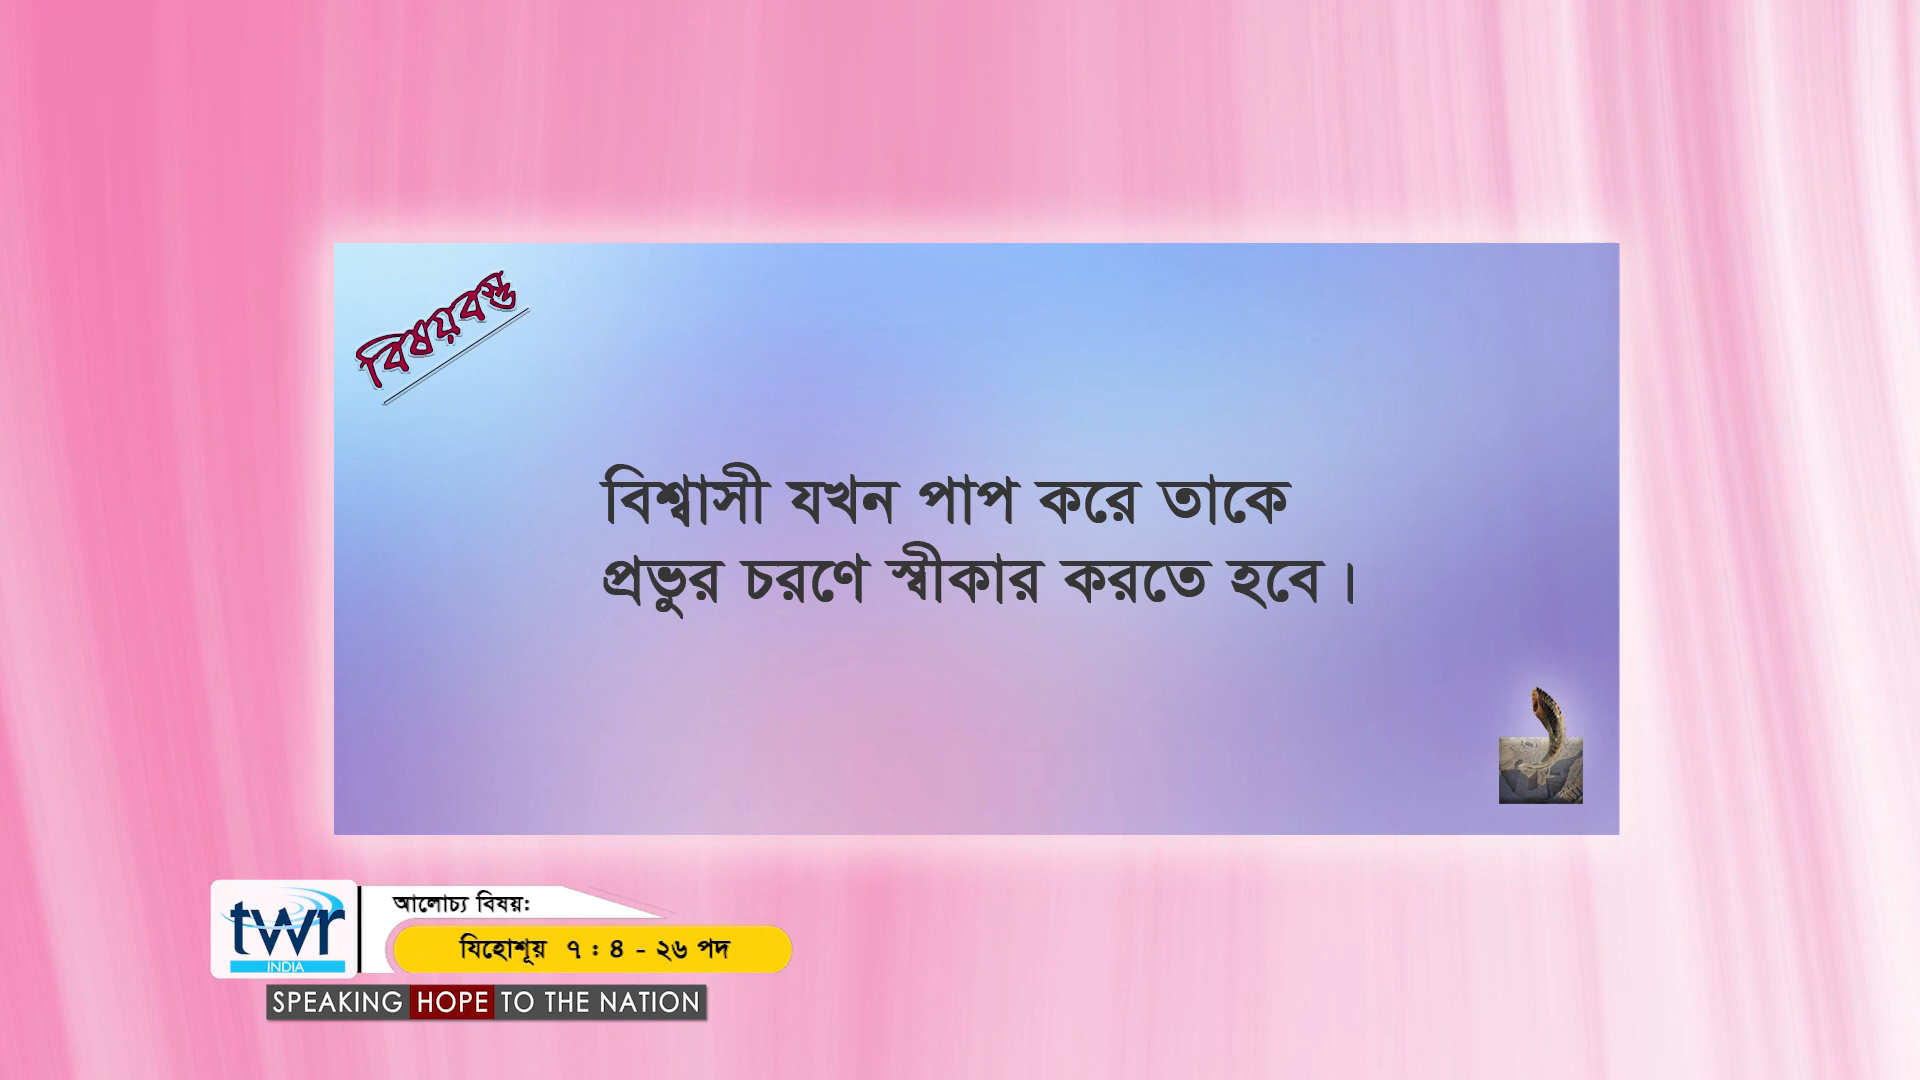 বিষয়বস্তু
বিশ্বাসী যখন পাপ করে তাকে
প্রভুর চরণে স্বীকার করতে হবে।
twr
INDIA
আলোচ্য বিষয়:
যিহোশূয় ৭ : ৪ - ২৬ পদ
SPEAKING HOPE TO THE NATION